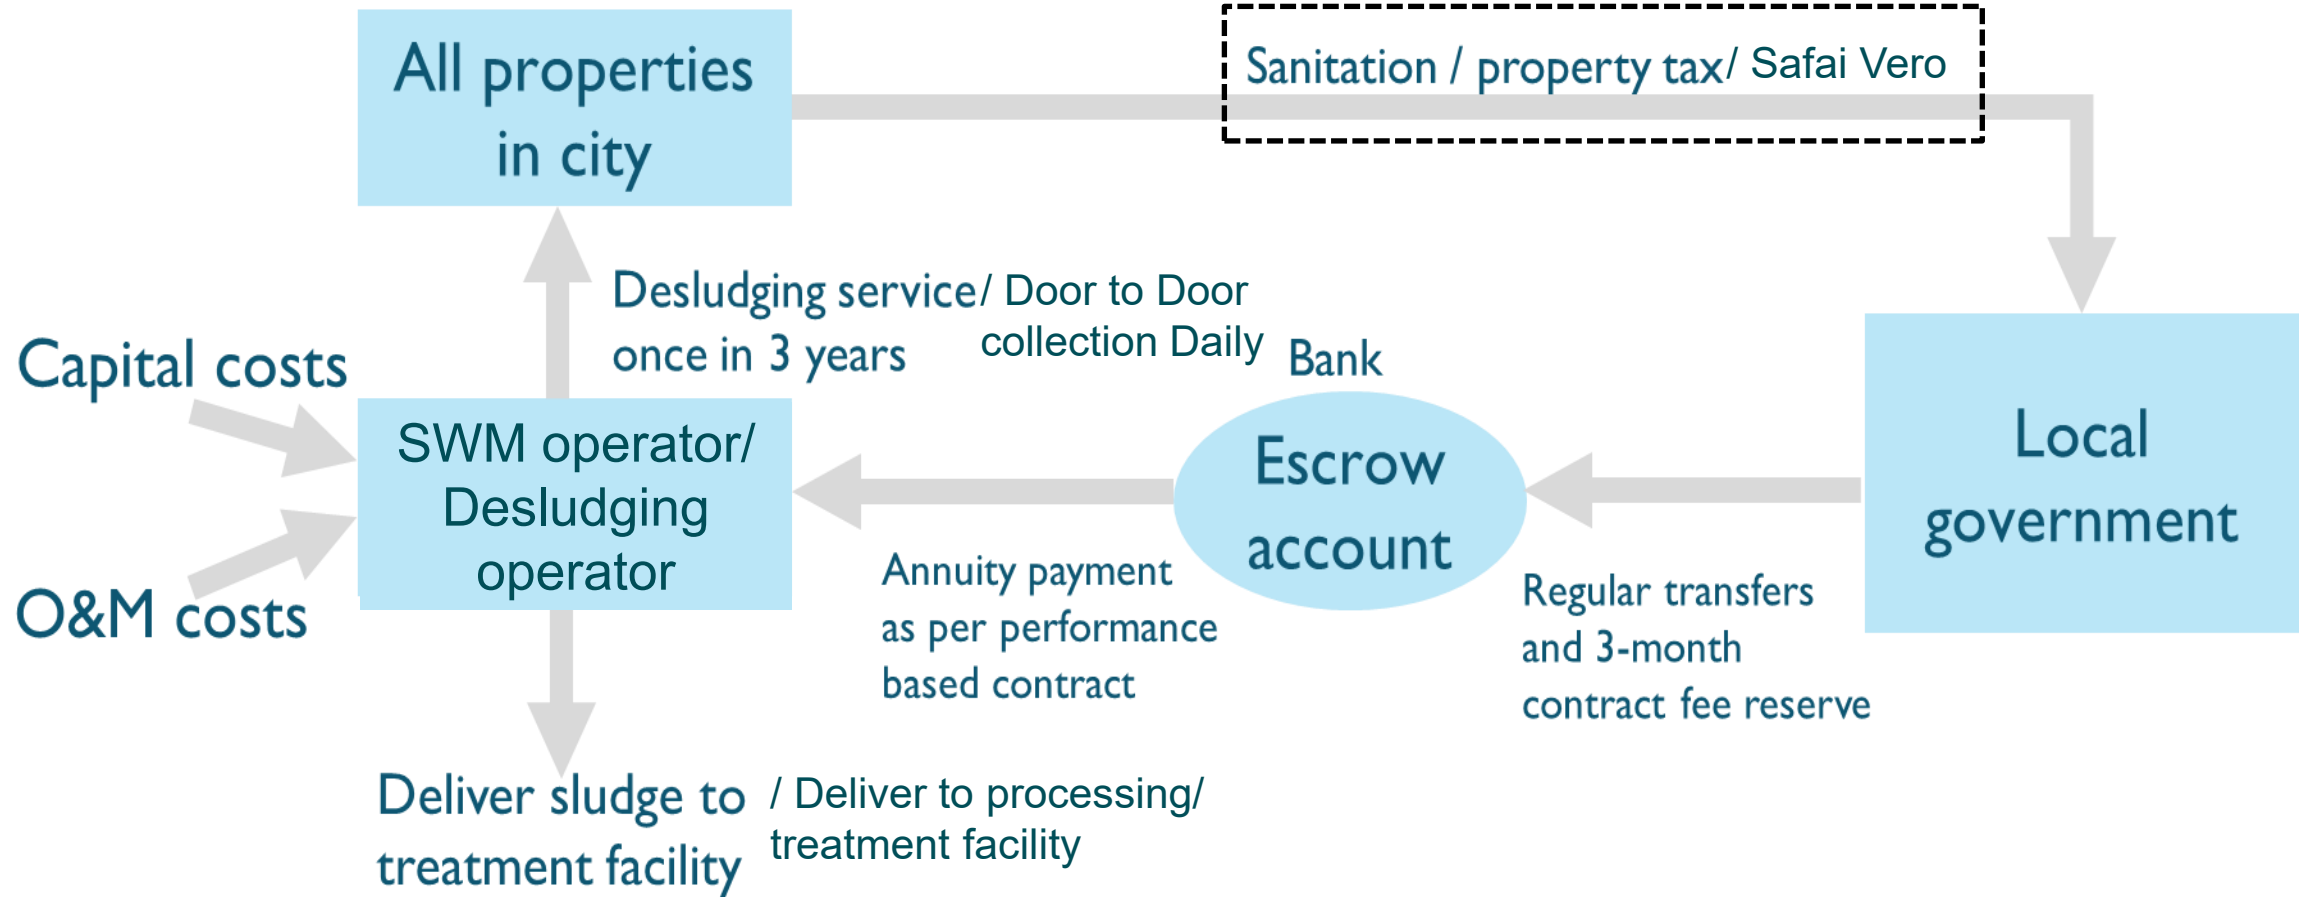 All properties
in city
Sanitation / property tax/ Safai Vero
Desludging service/ Door to Door
once in 3 years collection Daily
Capital costs
O&M costs
SWM operator/
Desludging
operator
Bank
Escrow
account
Local
government
Annuity payment
as per performance
based contract
Regular transfers
and 3-month
contract fee reserve
Deliver sludge to / Deliver to processing/
treatment facility treatment facility